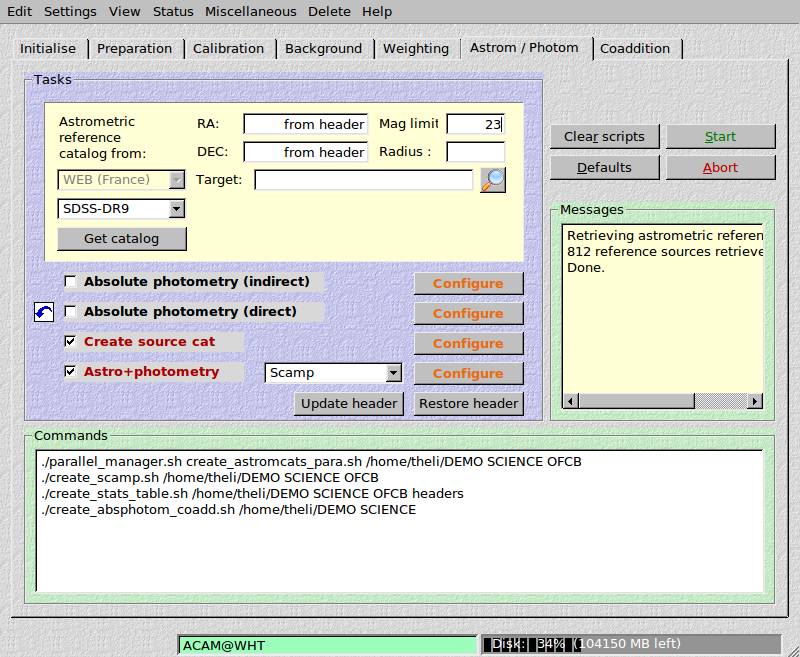 Edit Settings View Status Miscellaneous Delete Help
Initialise Preparation Calibration Background Weighting Astrom / Photom Coaddition
Tasks
Astrometric
reference
catalog from:
RA: from header Mag limit 23
DEC: from header Radius :
WEB (France) Target:
SDSS-DR9
Get catalog
Absolute photometry (indirect) Configure
Absolute photometry (direct) Configure
Create source cat Configure
Astro+photometry Scamp Configure
Update header Restore header
Clear scripts Start
Defaults Abort
Messages
Retrieving astrometric referen
812 reference sources retrieve
Done.
Commands
./parallel_manager.sh create_astromcats_para.sh /home/theli/DEMO SCIENCE OFCB
./create_scamp.sh /home/theli/DEMO SCIENCE OFCB
./create_stats_table.sh /home/theli/DEMO SCIENCE OFCB headers
./create_absphotom_coadd.sh /home/theli/DEMO SCIENCE
ACAM@WHT Disk: 34% (104150 MB left)